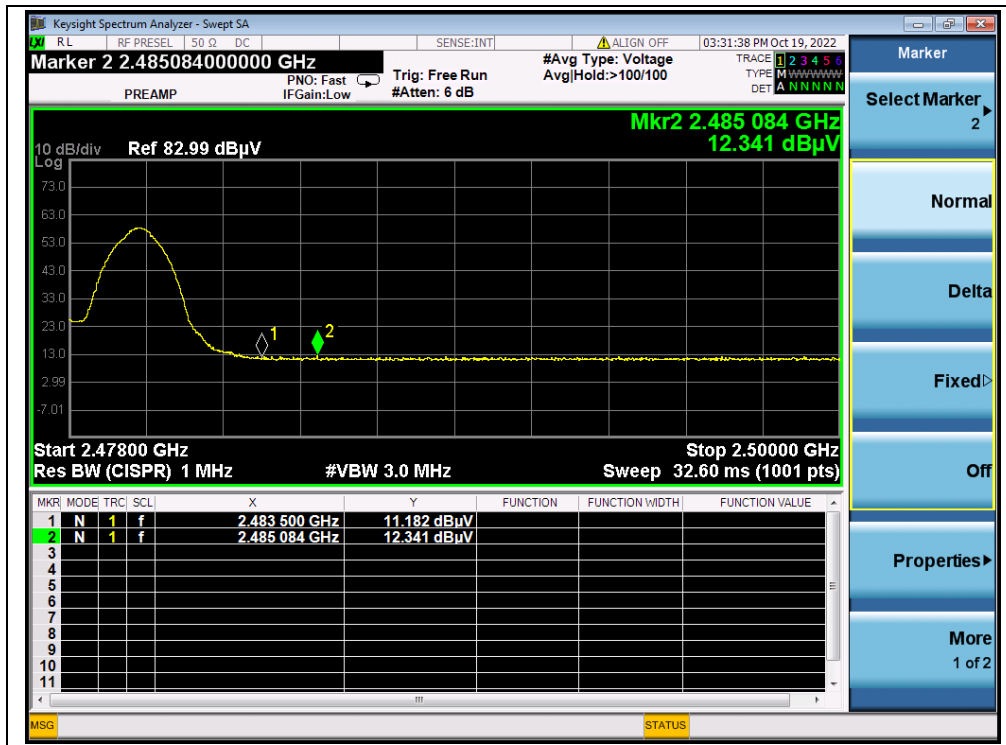 Keysight Spectrum Analyzer - Swept SA
LXI RL RF PRESEL 50 Ω DC SENSE:INT ALIGN OFF 03:31:38 PM Oct 19, 2022
Marker 2 2.485084000000 GHz
PREAMP
PNO: Fast
IFGain:Low
Trig: Free Run
#Atten: 6 dB
#Avg Type: Voltage
Avg|Hold:>100/100
TRACE 1 2 3 4 5 6
TYPE M WWWWW
DET A N N N N N
Mkr2 2.485 084 GHz
12.341 dBµV
10 dB/div Ref 82.99 dBµV
Log
73.0
63.0
53.0
43.0
33.0
23.0
13.0
2.99
-7.01
1
2
Start 2.47800 GHz Stop 2.50000 GHz
Res BW (CISPR) 1 MHz #VBW 3.0 MHz Sweep 32.60 ms (1001 pts)
MKR MODE TRC SCL X Y FUNCTION FUNCTION WIDTH FUNCTION VALUE
1 N 1 f 2.483 500 GHz 11.182 dBµV
2 N 1 f 2.485 084 GHz 12.341 dBµV
3
4
5
6
7
8
9
10
11
MSG STATUS
Marker
Select Marker
2
Normal
Delta
Fixed
Off
Properties
More
1 of 2